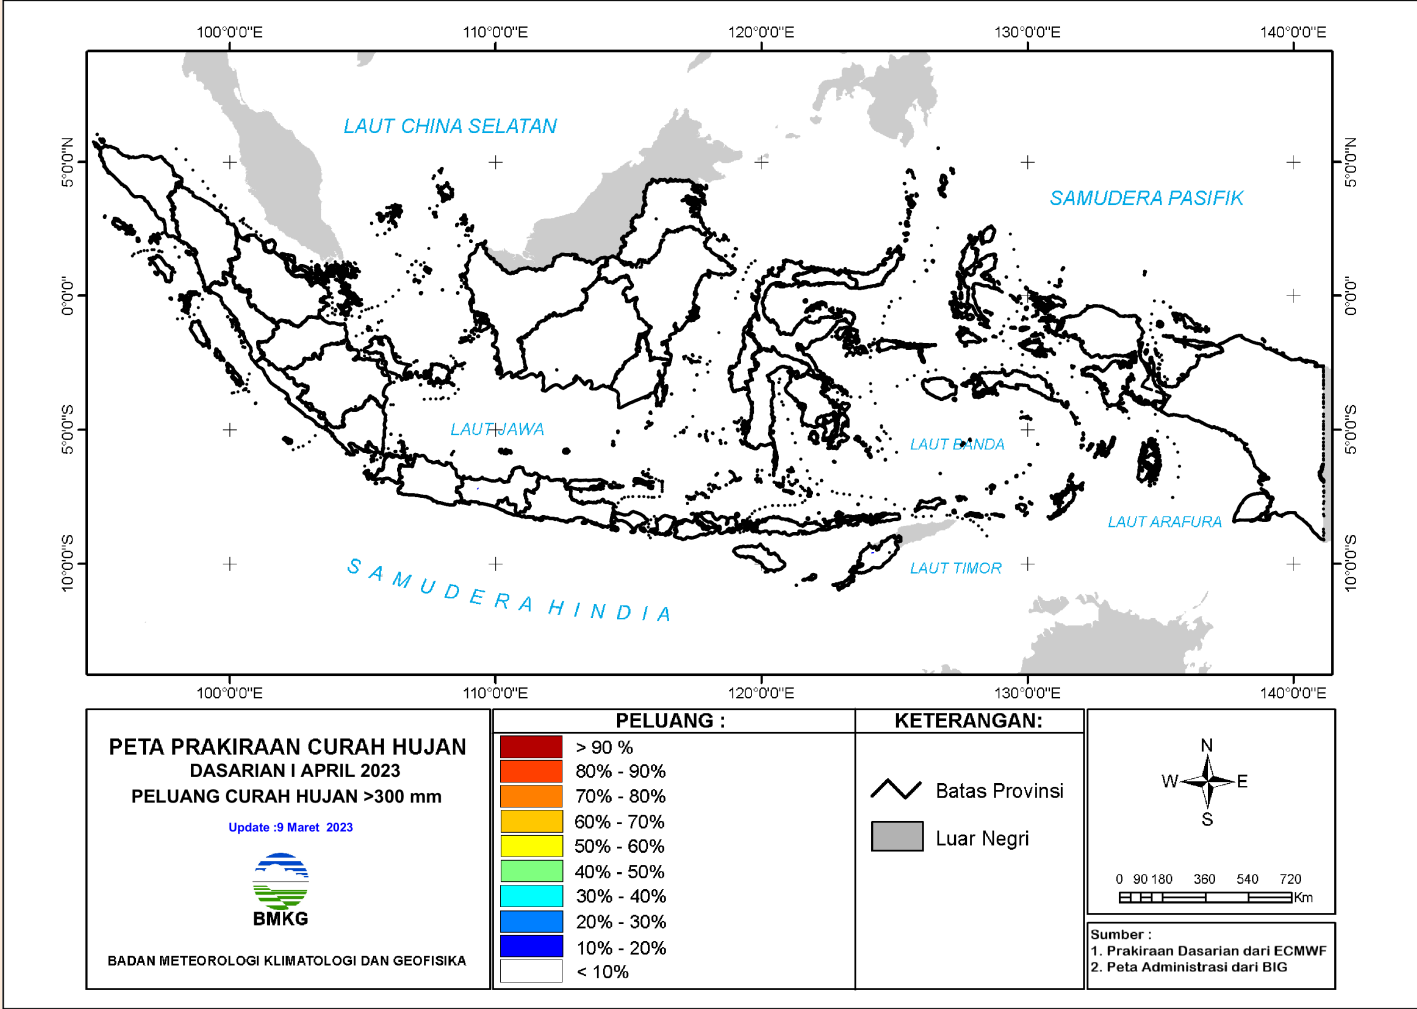 100°0'0"E 110°0'0"E 120°0'0"E 130°0'0"E 140°0'0"E
LAUT CHINA SELATAN
5°0'0"N 5°0'0"N
SAMUDERA PASIFIK
0°0'0" 0°0'0"
5°0'0"S 5°0'0"S
LAUT JAWA
LAUT BANDA
LAUT ARAFURA
10°0'0"S 10°0'0"S
LAUT TIMOR
SAMUDERA HINDIA
100°0'0"E 110°0'0"E 120°0'0"E 130°0'0"E 140°0'0"E
PETA PRAKIRAAN CURAH HUJAN
DASARIAN I APRIL 2023
PELUANG CURAH HUJAN >300 mm
Update :9 Maret 2023
BMKG
BADAN METEOROLOGI KLIMATOLOGI DAN GEOFISIKA
PELUANG :
> 90 %
80% - 90%
70% - 80%
60% - 70%
50% - 60%
40% - 50%
30% - 40%
20% - 30%
10% - 20%
< 10%
KETERANGAN:
Batas Provinsi
Luar Negri
N
W E
S
0 90 180 360 540 720
Km
Sumber :
1. Prakiraan Dasarian dari ECMWF
2. Peta Administrasi dari BIG